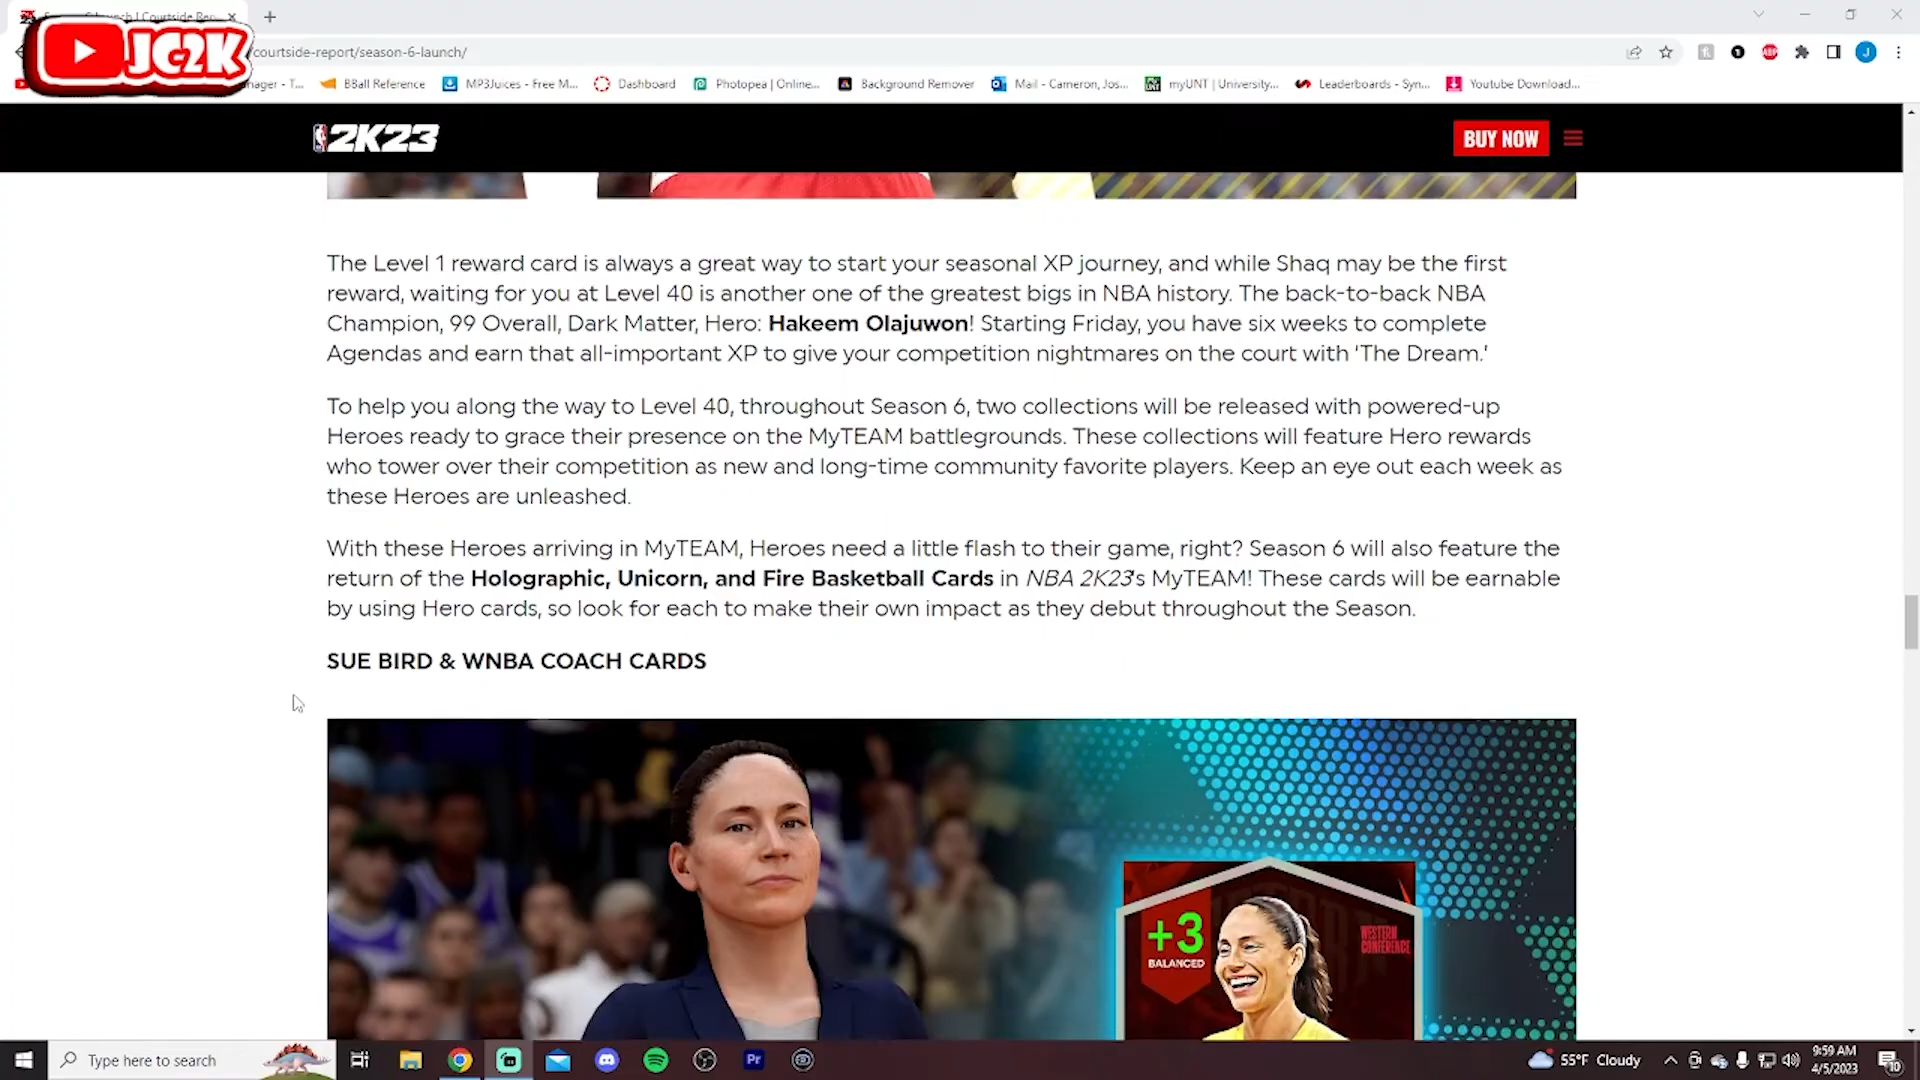 JC2K
/courtside-report/season-6-launch/
BBall Reference
MP3Juices - Free M...
Dashboard
Photopea | Online...
Background Remover
Mail - Cameron, Jos...
myUNT | University...
Leaderboards - Syn...
Youtube Download...
2K23
BUY NOW
The Level 1 reward card is always a great way to start your seasonal XP journey, and while Shaq may be the first
reward, waiting for you at Level 40 is another one of the greatest bigs in NBA history. The back-to-back NBA
Champion, 99 Overall, Dark Matter, Hero: Hakeem Olajuwon! Starting Friday, you have six weeks to complete
Agendas and earn that all-important XP to give your competition nightmares on the court with 'The Dream.'
To help you along the way to Level 40, throughout Season 6, two collections will be released with powered-up
Heroes ready to grace their presence on the MyTEAM battlegrounds. These collections will feature Hero rewards
who tower over their competition as new and long-time community favorite players. Keep an eye out each week as
these Heroes are unleashed.
With these Heroes arriving in MyTEAM, Heroes need a little flash to their game, right? Season 6 will also feature the
return of the Holographic, Unicorn, and Fire Basketball Cards in NBA 2K23's MyTEAM! These cards will be earnable
by using Hero cards, so look for each to make their own impact as they debut throughout the Season.
SUE BIRD & WNBA COACH CARDS
+3
BALANCED
WESTERN
CONFERENCE
Type here to search
Pr
55°F Cloudy
9:59 AM
4/5/2023
10